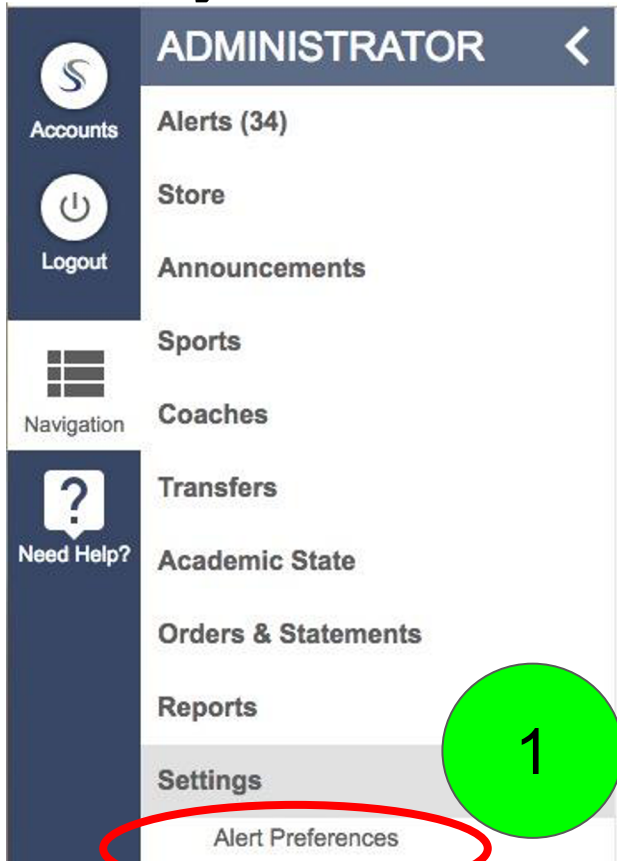 ADMINISTRATOR
Accounts
Alerts (34)
Store
Logout
Announcements
Sports
Navigation
Coaches
Transfers
Need Help?
Academic State
Orders & Statements
Reports
1
Settings
Alert Preferences